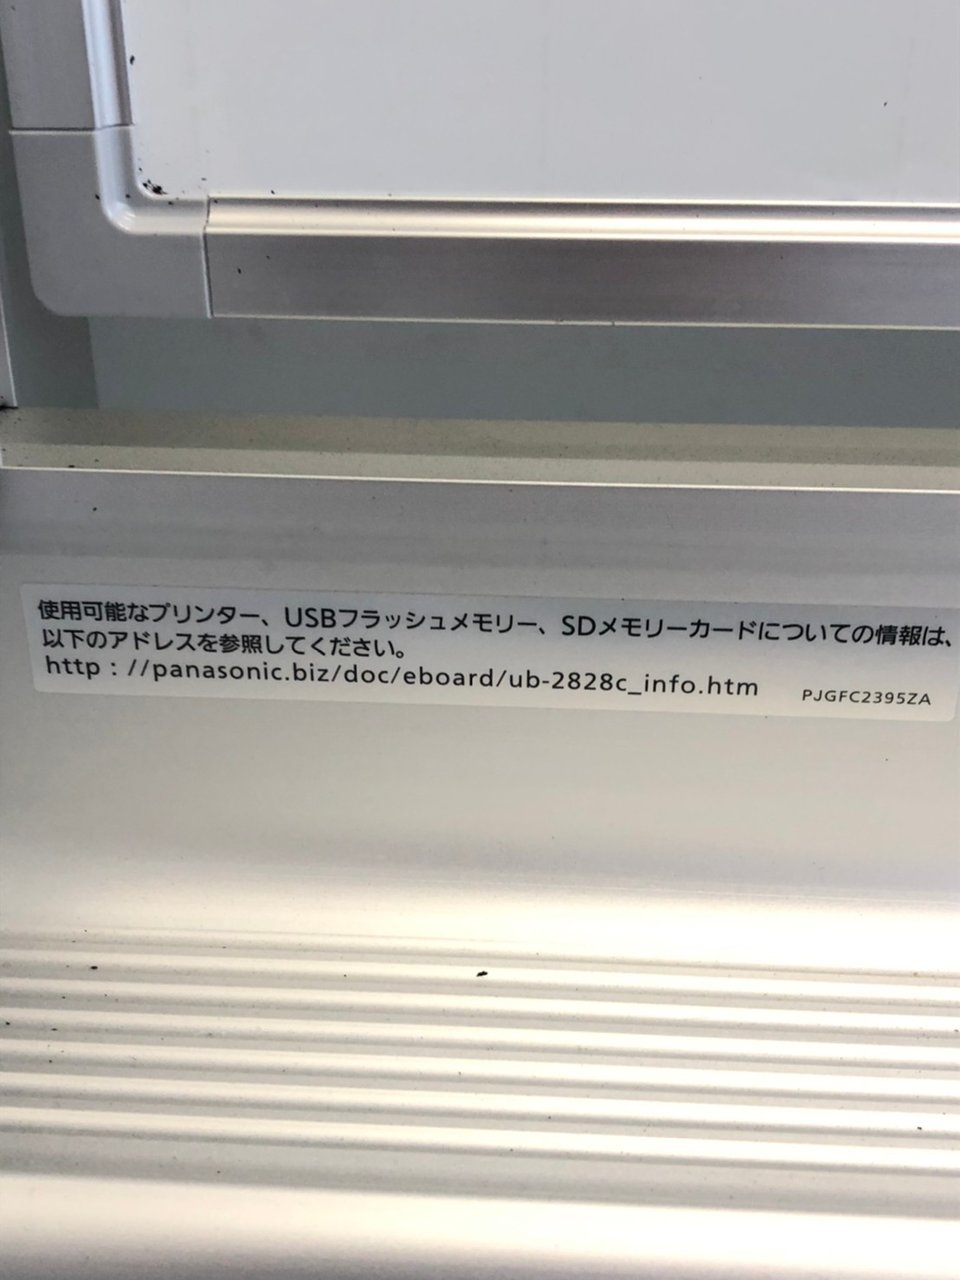 使用可能なプリンター、USBフラッシュメモリー、SDメモリーカードについての情報は、
以下のアドレスを参照してください。
http : //panasonic.biz/doc/eboard/ub-2828c_info.htm PJGFC2395ZA